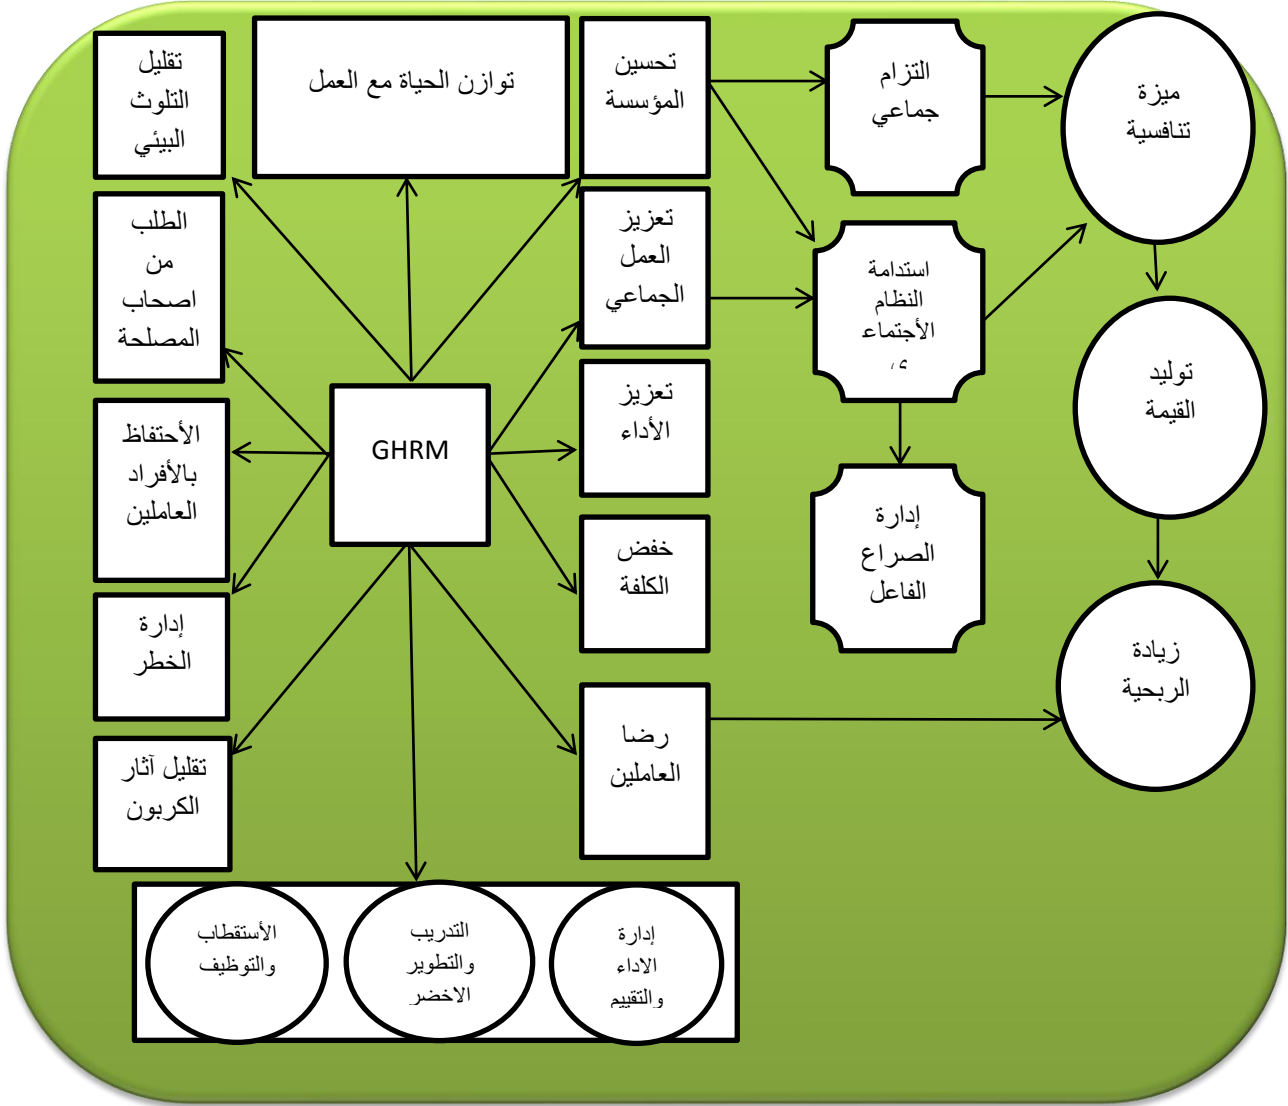 تقليل
التلوث
البيئي
توازن الحياة مع العمل
تحسين
المؤسسة
التزام
جماعي
ميزة
تنافسية
الطلب
من
اصحاب
المصلحة
تعزيز
العمل
الجماعي
استدامة
النظام
الأجتماعـ
ي
توليد
القيمة
الأحتفاظ
بالأفراد
العاملين
GHRM
تعزيز
الأداء
خفض
الكلفة
إدارة
الصراع
الفاعل
إدارة
الخطر
زيادة
الربحية
رضا
العاملين
تقليل آثار
الكربون
إدارة
الاداء
والتقييم
التدريب
والتطوير
الاخضر
الأستقطاب
والتوظيف